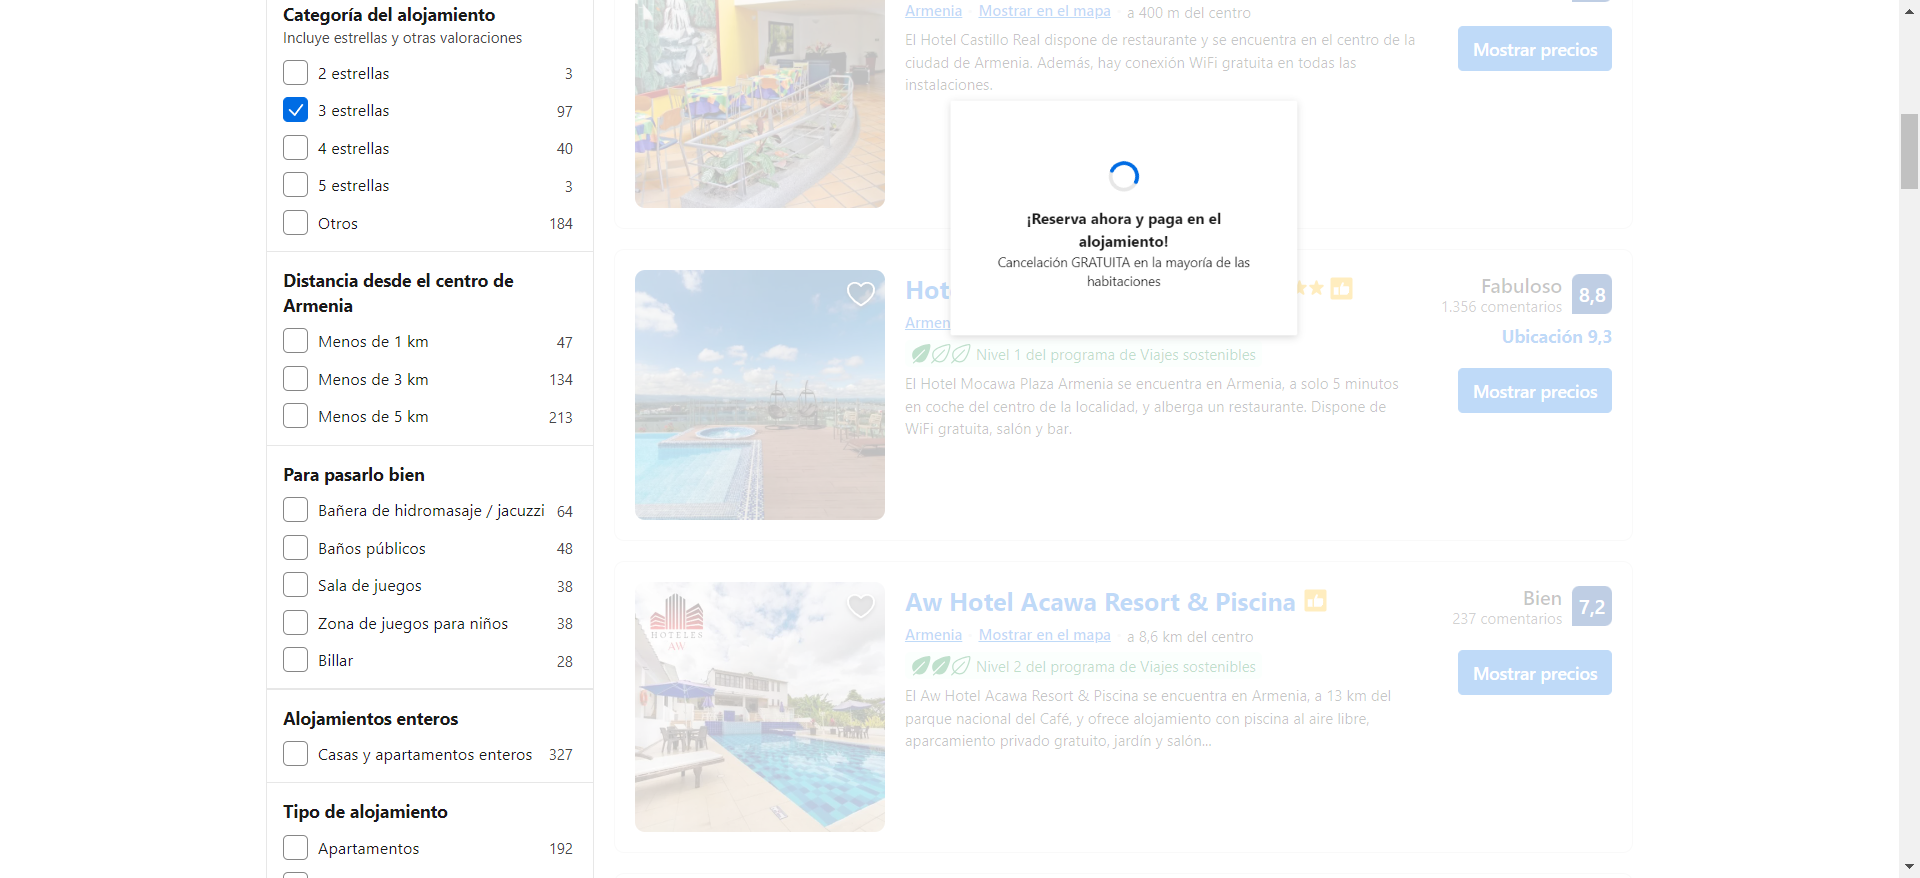 Categoría del alojamiento
Incluye estrellas y otras valoraciones
2 estrellas 3
3 estrellas 97
4 estrellas 40
5 estrellas 3
Otros 184
Distancia desde el centro de
Armenia
Menos de 1 km 47
Menos de 3 km 134
Menos de 5 km 213
Para pasarlo bien
Bañera de hidromasaje / jacuzzi 64
Baños públicos 48
Sala de juegos 38
Zona de juegos para niños 38
Billar 28
Alojamientos enteros
Casas y apartamentos enteros 327
Tipo de alojamiento
Apartamentos 192
Armenia Mostrar en el mapa a 400 m del centro
El Hotel Castillo Real dispone de restaurante y se encuentra en el centro de la
ciudad de Armenia. Además, hay conexión WiFi gratuita en todas las
instalaciones.
Mostrar precios
¡Reserva ahora y paga en el
alojamiento!
Cancelación GRATUITA en la mayoría de las
habitaciones
Hot
Armen
Nivel 1 del programa de Viajes sostenibles
El Hotel Mocawa Plaza Armenia se encuentra en Armenia, a solo 5 minutos
en coche del centro de la localidad, y alberga un restaurante. Dispone de
WiFi gratuita, salón y bar.
Fabuloso 8,8
1.356 comentarios
Ubicación 9,3
Mostrar precios
HOTELES
AW
Aw Hotel Acawa Resort & Piscina
Armenia Mostrar en el mapa a 8,6 km del centro
Nivel 2 del programa de Viajes sostenibles
El Aw Hotel Acawa Resort & Piscina se encuentra en Armenia, a 13 km del
parque nacional del Café, y ofrece alojamiento con piscina al aire libre,
aparcamiento privado gratuito, jardín y salón...
Bien 7,2
237 comentarios
Mostrar precios